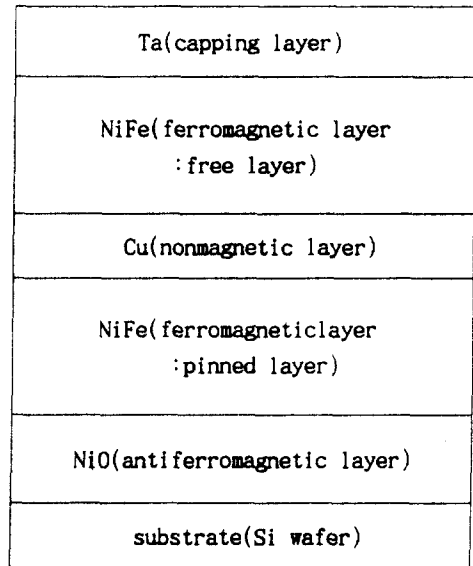 Ta(capping layer)
NiFe(ferromagnetic layer
:free layer)
Cu(nonmagnetic layer)
NiFe(ferromagneticlayer
:pinned layer)
NiO(antiferromagnetic layer)
substrate(Si wafer)